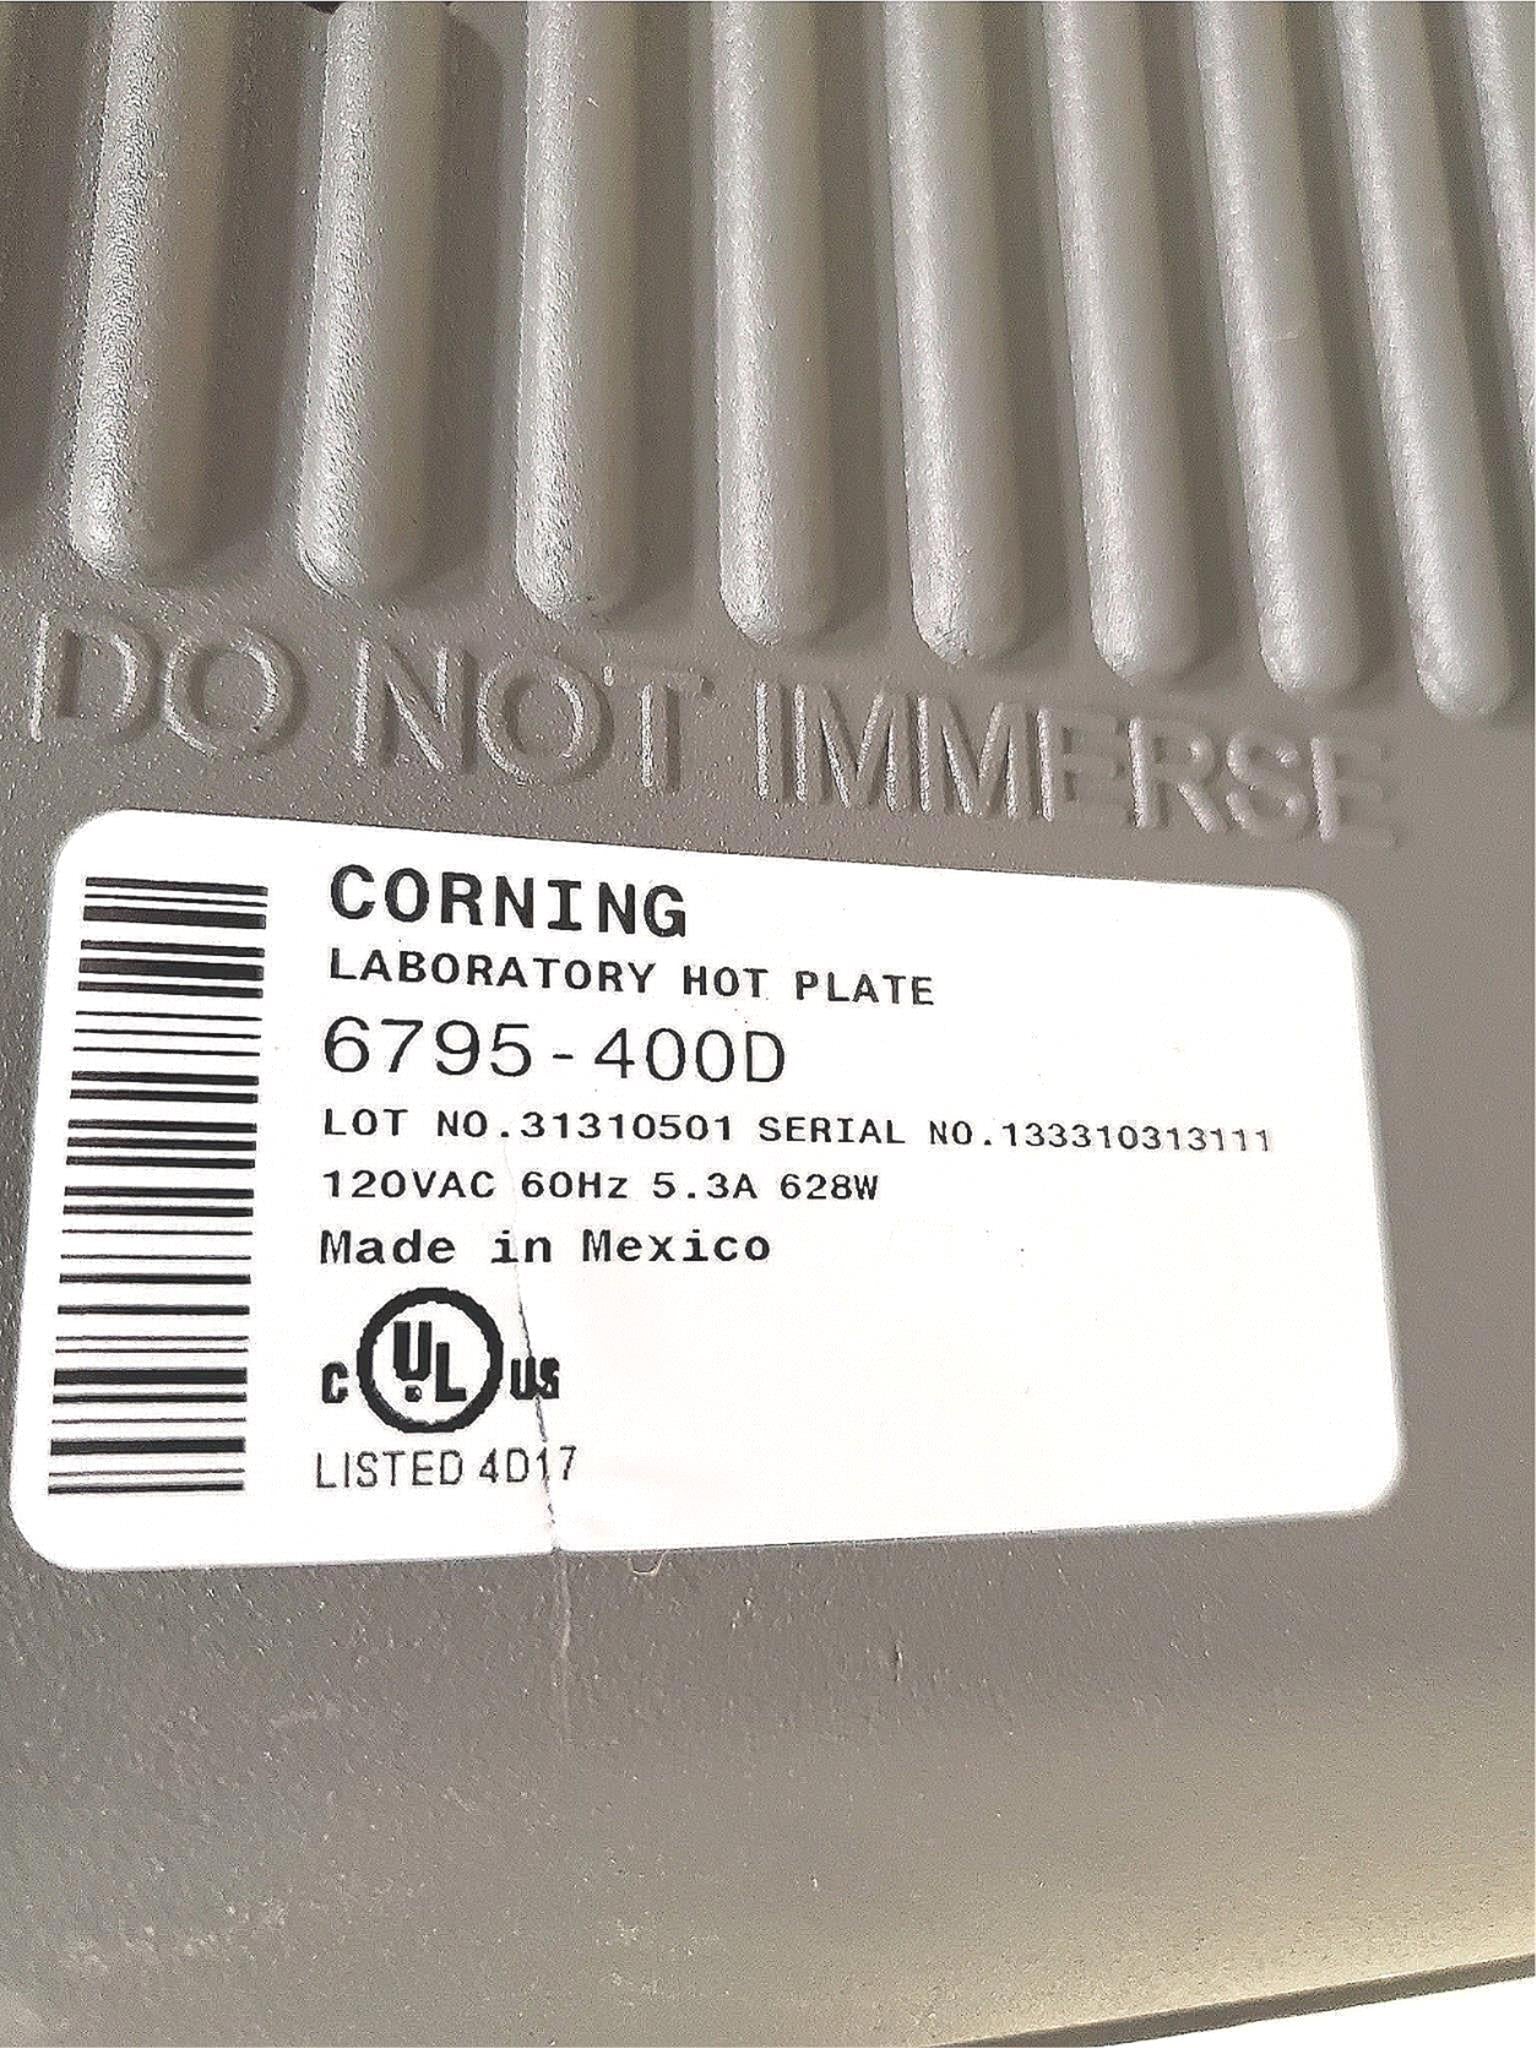 DO NOT IMMERSE
CORNING
LABORATORY HOT PLATE
6795-400D
LOT NO.31310501 SERIAL NO.133310313111
120VAC 60Hz 5.3A 628W
Made in Mexico
C UL US
LISTED 4D17